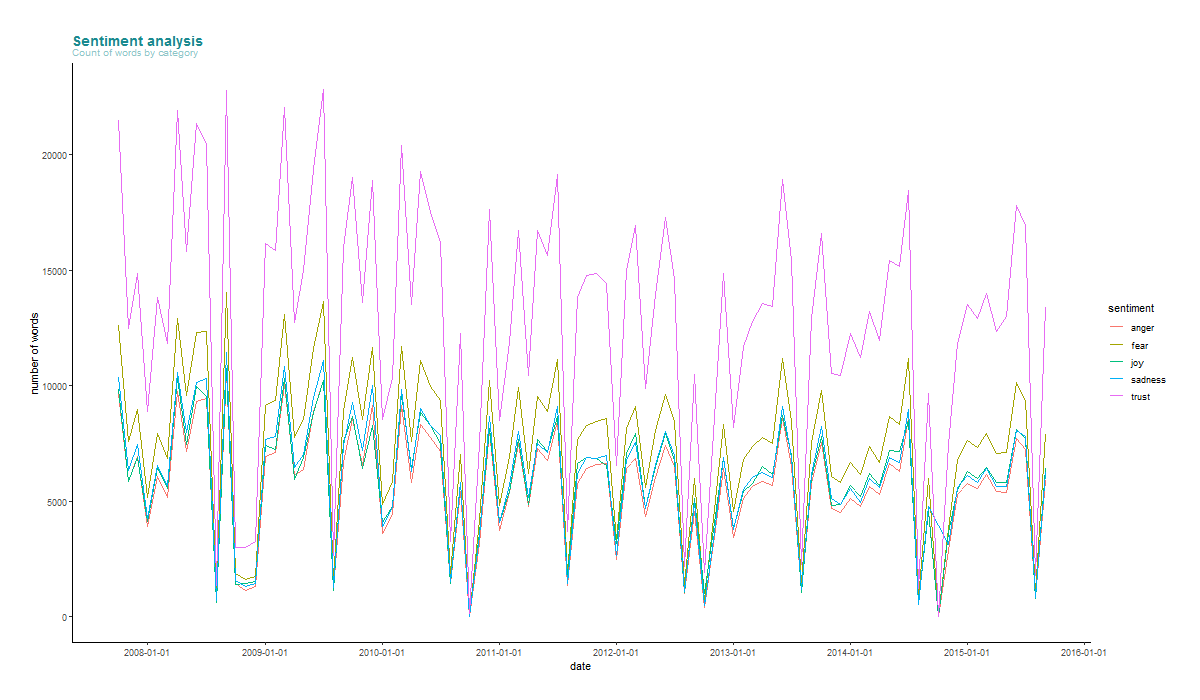 Sentiment analysis
Count of words by category
number of words
20000
15000
10000
5000
0
2008-01-01
2009-01-01
2010-01-01
2011-01-01
2012-01-01
2013-01-01
2014-01-01
2015-01-01
2016-01-01
date
sentiment
anger
fear
joy
sadness
trust